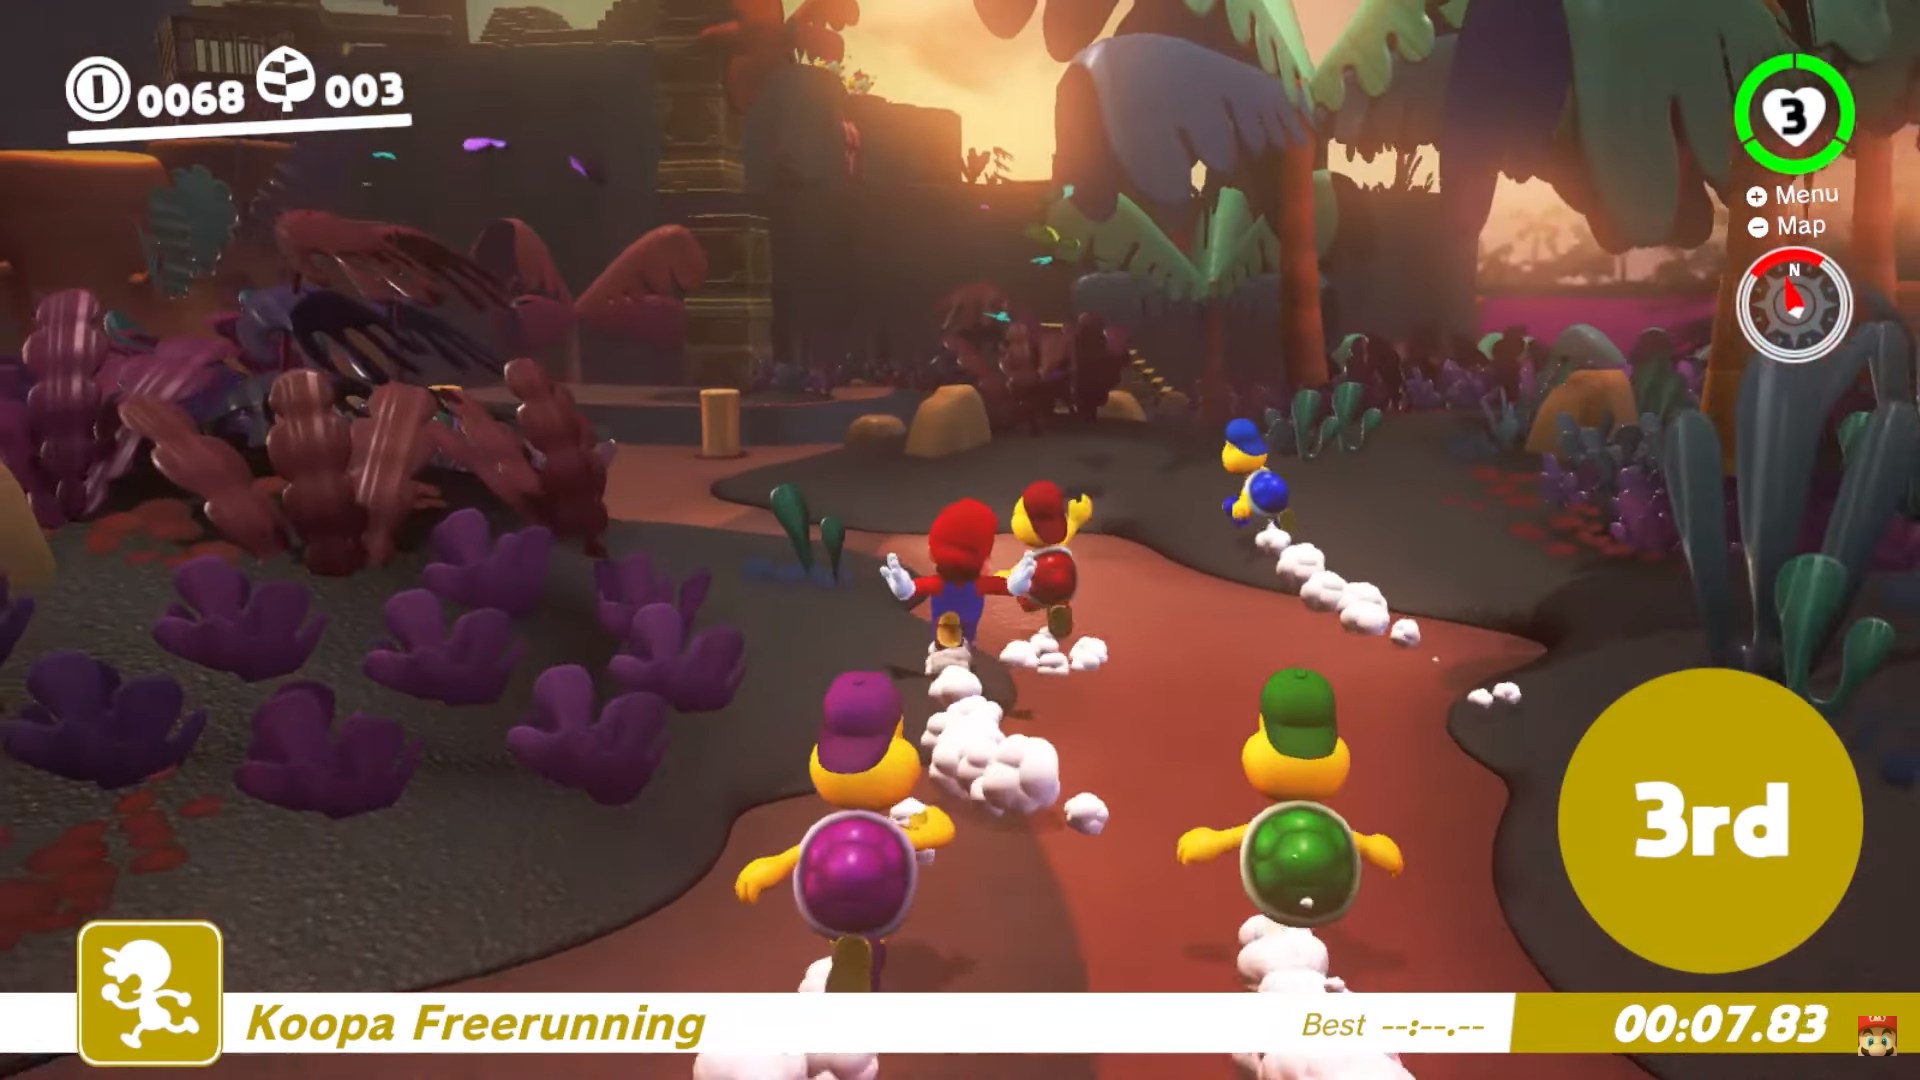 0068 003
3
+ Menu
- Map
N
3rd
Koopa Freerunning
Best --:--.--
00:07.83